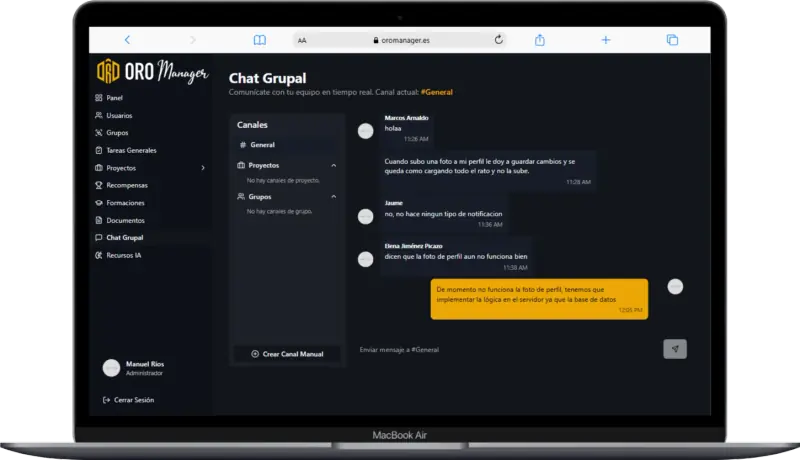 AA
oromanager.es
ORO Manager
Panel
Usuarios
Grupos
Tareas Generales
Proyectos
Recompensas
Formaciones
Documentos
Chat Grupal
Recursos IA
Manuel Ríos
Administrador
Cerrar Sesión
Chat Grupal
Comunícate con tu equipo en tiempo real. Canal actual: #General
Canales
# General
Proyectos
No hay canales de proyecto.
Grupos
No hay canales de grupo.
Crear Canal Manual
Marcos Arnaldo
holaa
11:26 AM
Cuando subo una foto a mi perfil le doy a guardar cambios y se
queda como cargando todo el rato y no la sube.
11:28 AM
Jaume
no, no hace ningun tipo de notificacion
11:36 AM
Elena Jiménez Picazo
dicen que la foto de perfil aun no funciona bien
11:38 AM
De momento no funciona la foto de perfil, tenemos que
implementar la lógica en el servidor ya que la base de datos
12:05 PM
Enviar mensaje a #General
MacBook Air